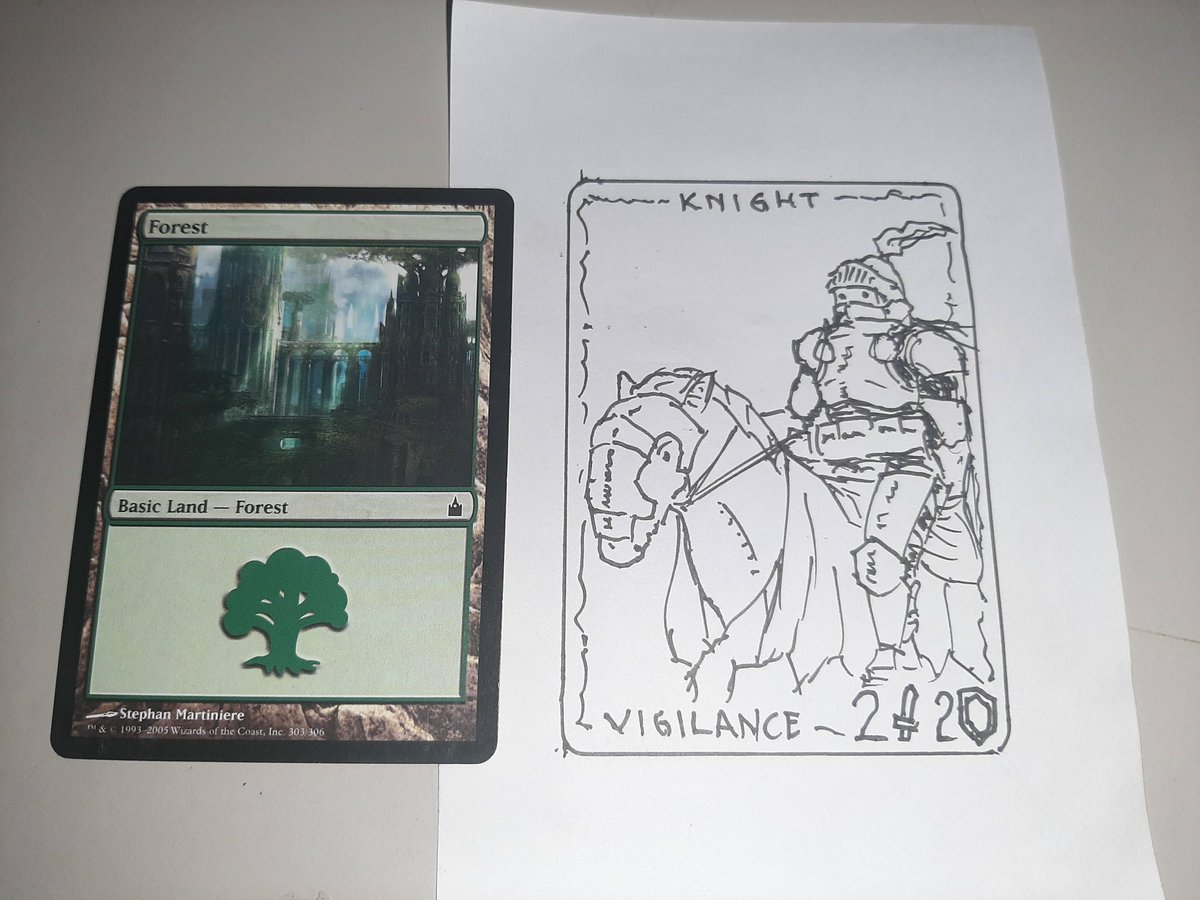 Forest
Basic Land — Forest
Stephan Martiniere
™ & © 1993-2005 Wizards of the Coast, Inc. 303/306
KNIGHT
VIGILANCE - 2 2